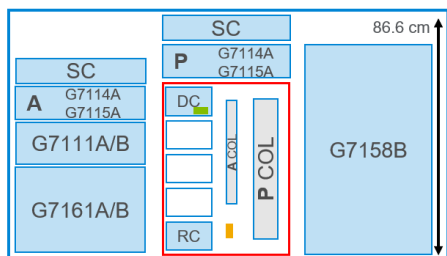 SC
86.6 cm
P
G7114A
G7115A
SC
A
G7114A
G7115A
G7111A/B
G7161A/B
DC
A COL
P COL
RC
G7158B